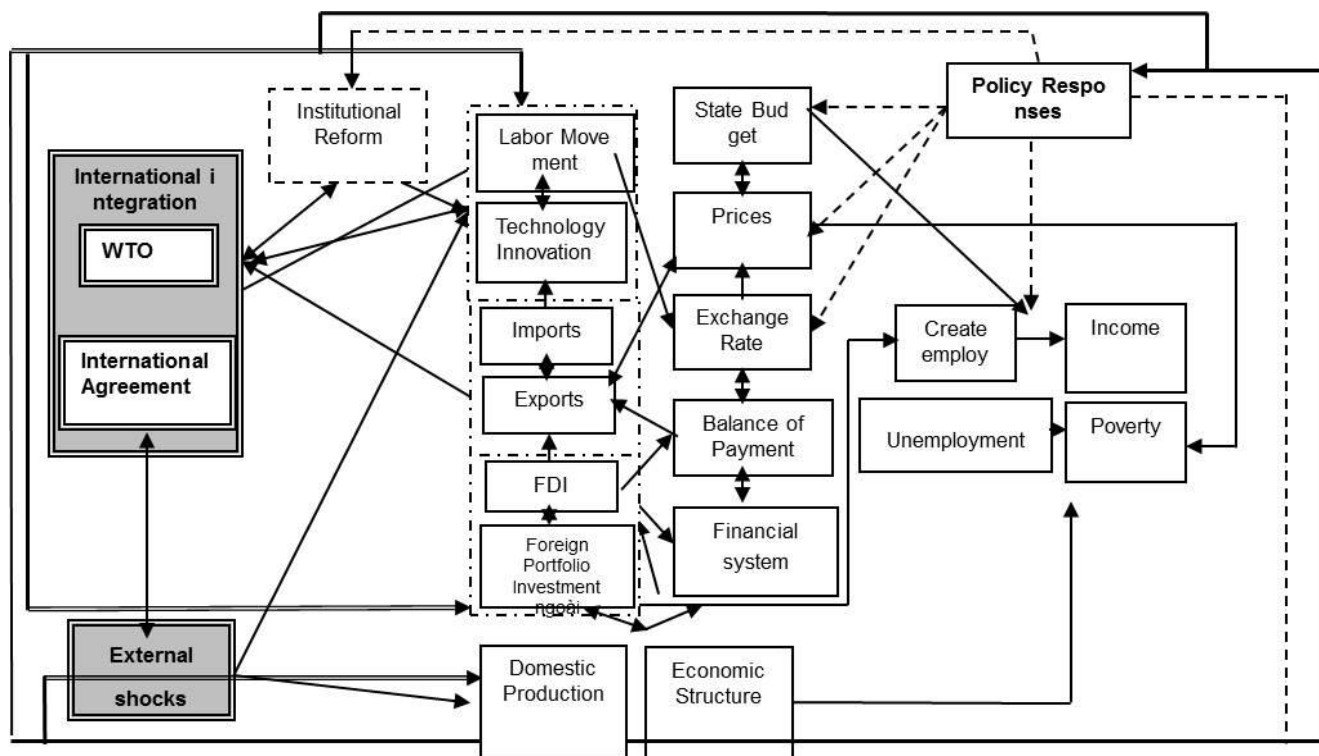 Institutional
Reform
International i
ntegration
WTO
International
Agreement
External
shocks
Labor Move
ment
Technology
Innovation
Imports
Exports
FDI
Foreign
Portfolio
Investment
ngoài
Domestic
Production
State Bud
get
Prices
Exchange
Rate
Balance of
Payment
Financial
system
Economic
Structure
Policy Respo
nses
Create
employ
Income
Unemployment
Poverty